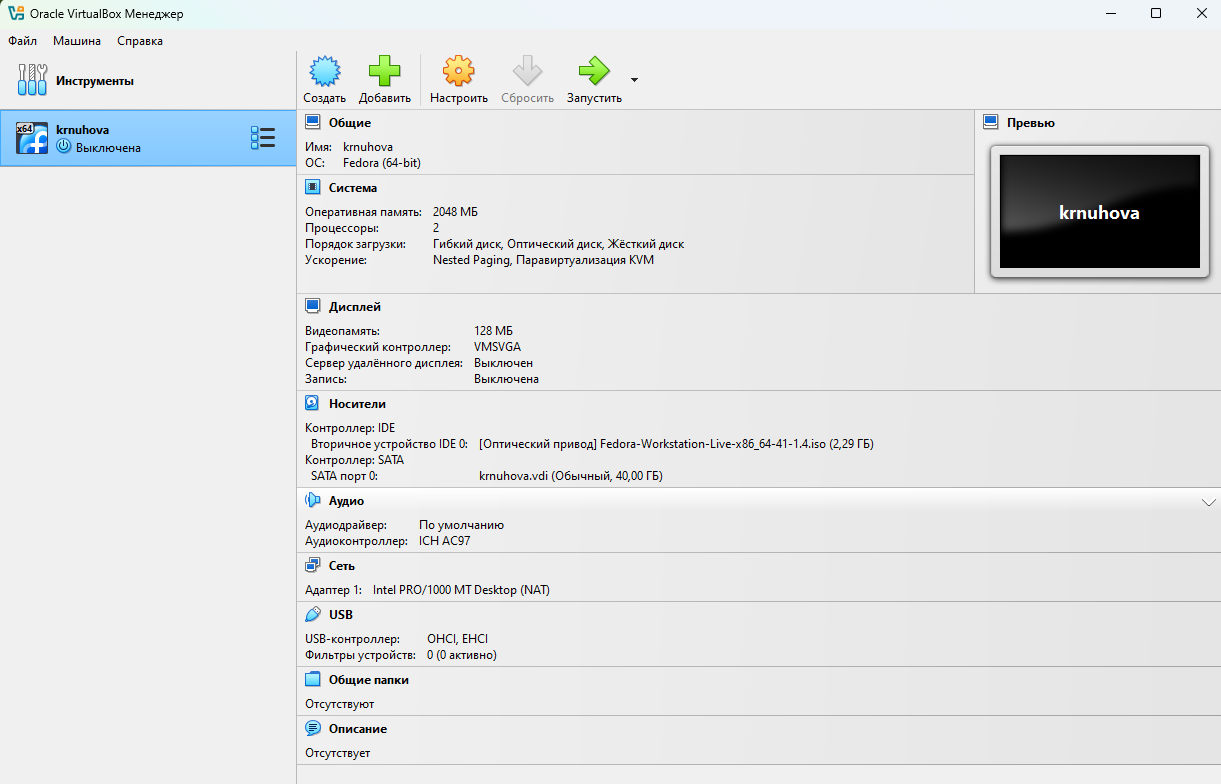 Oracle VirtualBox Менеджер
Файл Машина Справка
Инструменты
Создать Добавить Настроить Сбросить Запустить
x64
krnuhova
Выключена
Общие
Имя: krnuhova
ОС: Fedora (64-bit)
Превью
krnuhova
Система
Оперативная память: 2048 МБ
Процессоры: 2
Порядок загрузки: Гибкий диск, Оптический диск, Жёсткий диск
Ускорение: Nested Paging, Паравиртуализация KVM
Дисплей
Видеопамять: 128 МБ
Графический контроллер: VMSVGA
Сервер удалённого дисплея: Выключен
Запись: Выключена
Носители
Контроллер: IDE
Вторичное устройство IDE 0: [Оптический привод] Fedora-Workstation-Live-x86_64-41-1.4.iso (2,29 ГБ)
Контроллер: SATA
SATA порт 0: krnuhova.vdi (Обычный, 40,00 ГБ)
Аудио
Аудиодрайвер: По умолчанию
Аудиоконтроллер: ICH AC97
Сеть
Адаптер 1: Intel PRO/1000 MT Desktop (NAT)
USB
USB-контроллер: OHCI, EHCI
Фильтры устройств: 0 (0 активно)
Общие папки
Отсутствуют
Описание
Отсутствует